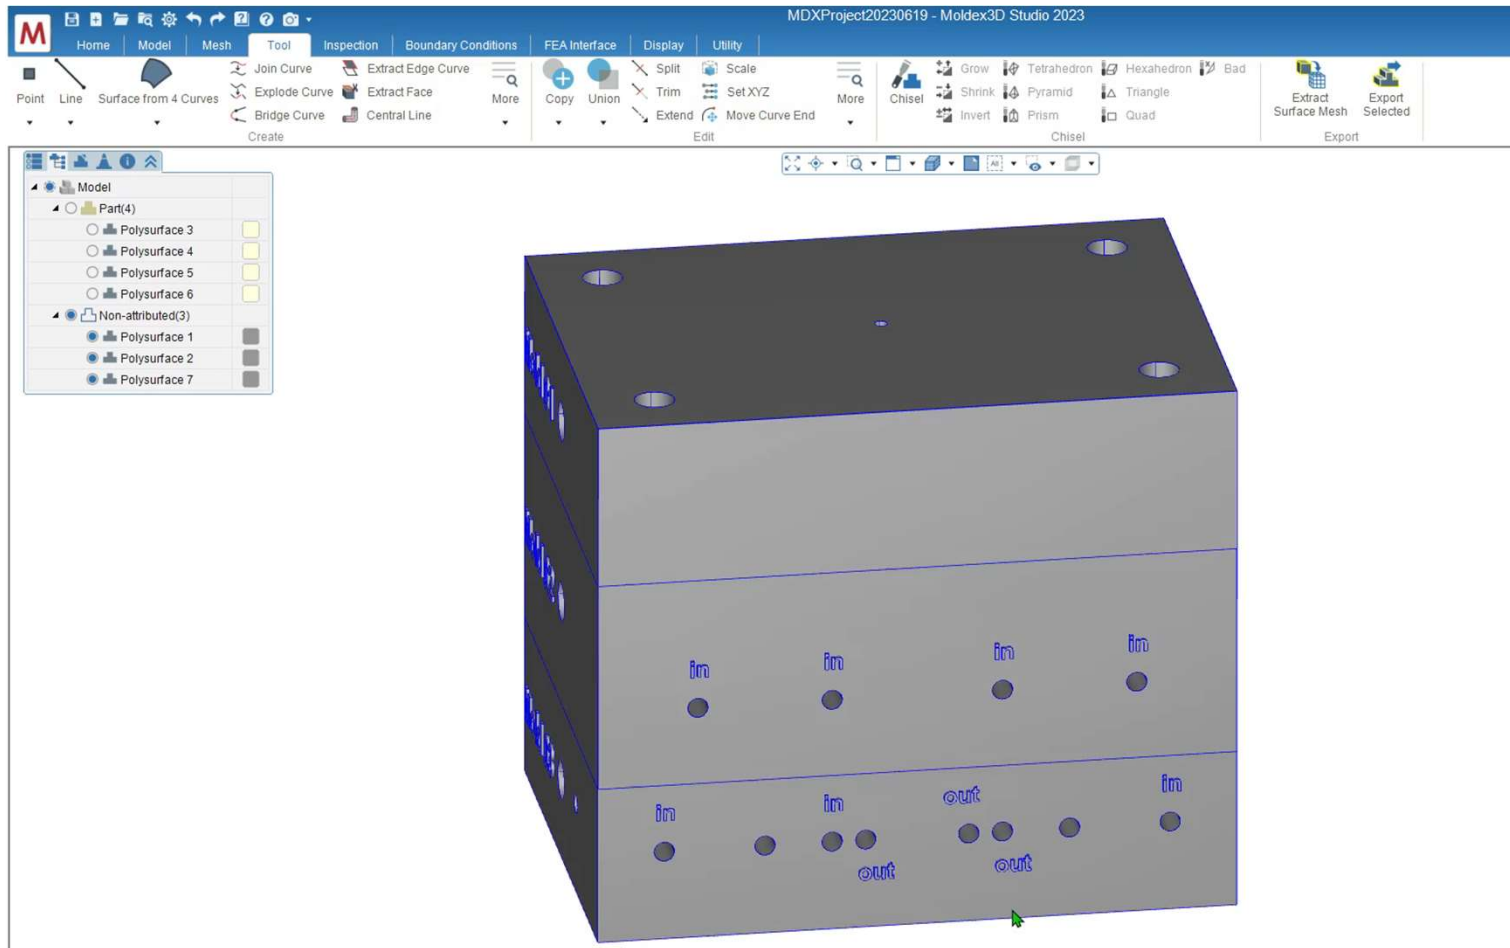 MDXProject20230619 - Moldex3D Studio 2023
M
Home Model Mesh Tool Inspection Boundary Conditions FEA Interface Display Utility
Point
Line
Surface from 4 Curves
Join Curve
Explode Curve
Bridge Curve
Extract Edge Curve
Extract Face
Central Line
More
Create
Copy
Union
Split
Trim
Extend
Scale
Set XYZ
Move Curve End
More
Edit
Chisel
Grow
Shrink
Invert
Tetrahedron
Pyramid
Prism
Hexahedron
Triangle
Quad
Bad
Chisel
Extract
Surface Mesh
Export
Selected
Export
Model
Part(4)
Polysurface 3
Polysurface 4
Polysurface 5
Polysurface 6
Non-attributed(3)
Polysurface 1
Polysurface 2
Polysurface 7
All
in in in in
in in out in
out out